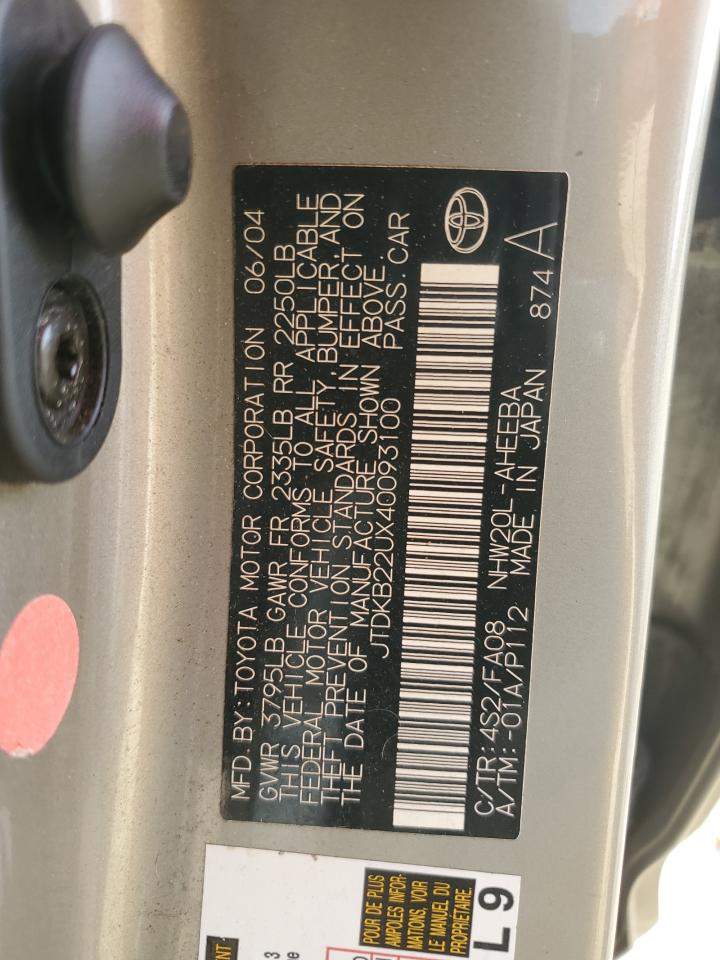 MFD. BY: TOYOTA MOTOR CORPORATION 06/04
GVWR 3795LB GAWR FR 2335LB RR 2250LB
THIS VEHICLE CONFORMS TO ALL APPLICABLE
FEDERAL MOTOR VEHICLE SAFETY, BUMPER, AND
THEFT PREVENTION STANDARDS IN EFFECT ON
THE DATE OF MANUFACTURE SHOWN ABOVE
JTDKB22UX40093100 PASS. CAR
C/TR: 4S2/FA08 NHW20L-AHEEBA 874A
A/TM: -01A/P112 MADE IN JAPAN
POUR DE PLUS
AMPLES INFOR-
MATIONS, VOIR
LE MANUEL DU
PROPRIÉTAIRE.
L 9